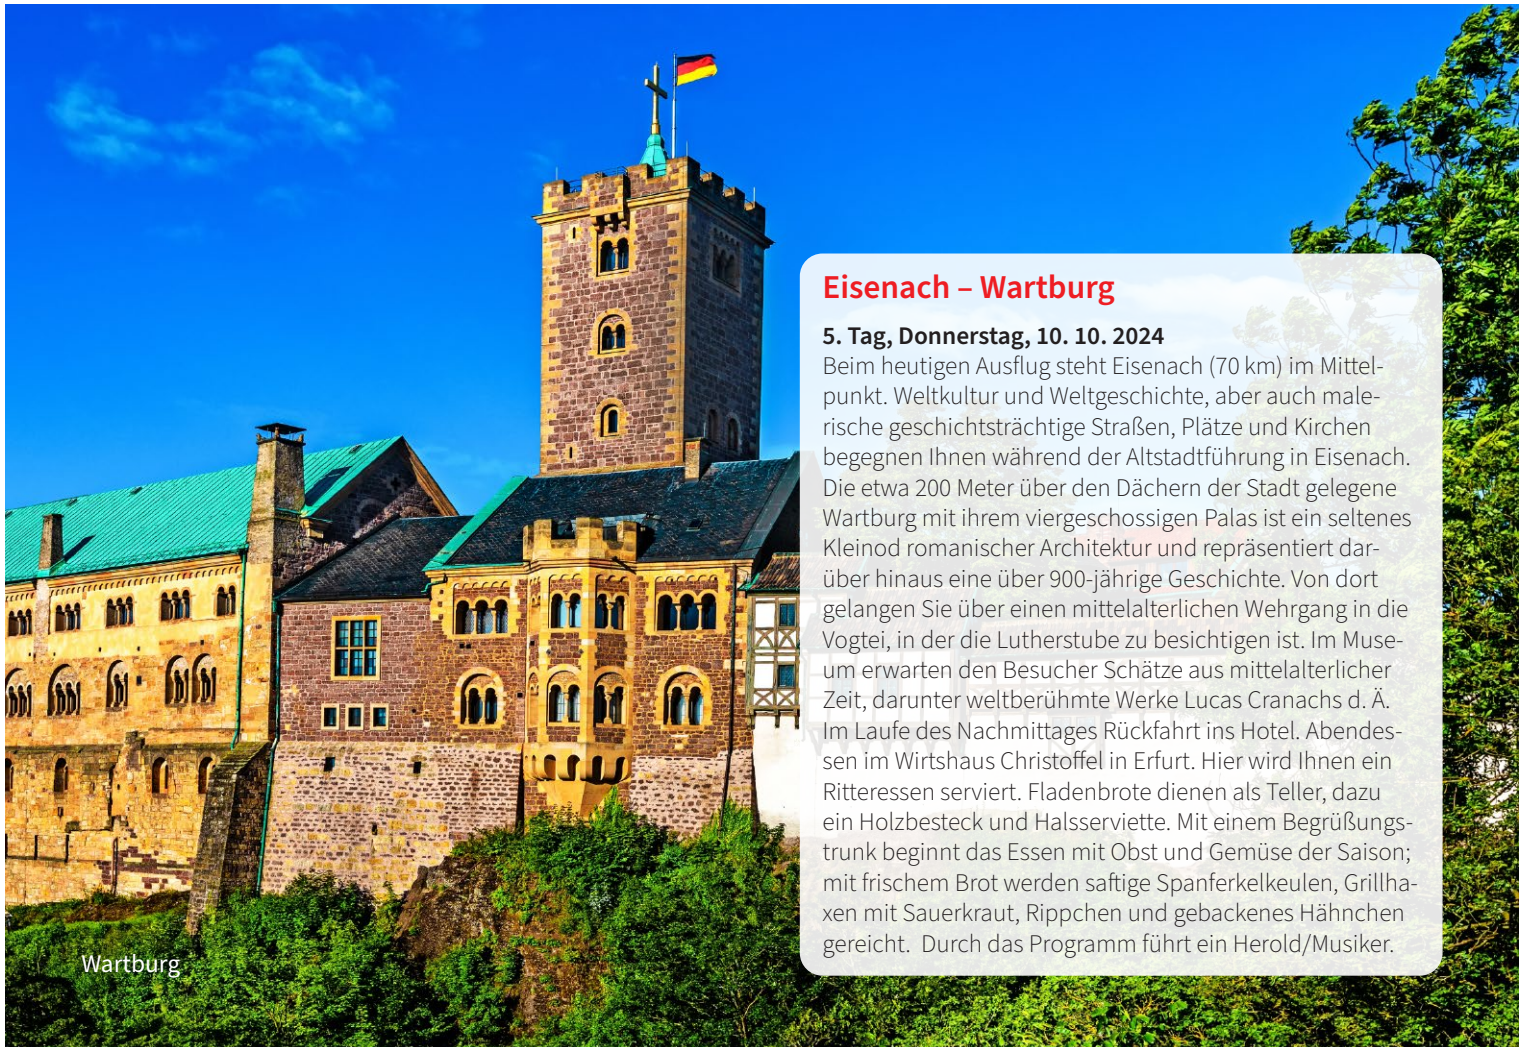 Eisenach – Wartburg
5. Tag, Donnerstag, 10. 10. 2024
Beim heutigen Ausflug steht Eisenach (70 km) im Mittel-
punkt. Weltkultur und Weltgeschichte, aber auch male-
rische geschichtsträchtige Straßen, Plätze und Kirchen
begegnen Ihnen während der Altstadtführung in Eisenach.
Die etwa 200 Meter über den Dächern der Stadt gelegene
Wartburg mit ihrem viergeschossigen Palas ist ein seltenes
Kleinod romanischer Architektur und repräsentiert dar-
über hinaus eine über 900-jährige Geschichte. Von dort
gelangen Sie über einen mittelalterlichen Wehrgang in die
Vogtei, in der die Lutherstube zu besichtigen ist. Im Muse-
um erwarten den Besucher Schätze aus mittelalterlicher
Zeit, darunter weltberühmte Werke Lucas Cranachs d. Ä.
Im Laufe des Nachmittages Rückfahrt ins Hotel. Abendes-
sen im Wirtshaus Christoffel in Erfurt. Hier wird Ihnen ein
Ritteressen serviert. Fladenbrote dienen als Teller, dazu
ein Holzbesteck und Halsserviette. Mit einem Begrüßungs-
trunk beginnt das Essen mit Obst und Gemüse der Saison;
mit frischem Brot werden saftige Spanferkelkeulen, Grillha-
xen mit Sauerkraut, Rippchen und gebackenes Hähnchen
gereicht.  Durch das Programm führt ein Herold/Musiker.
Wartburg